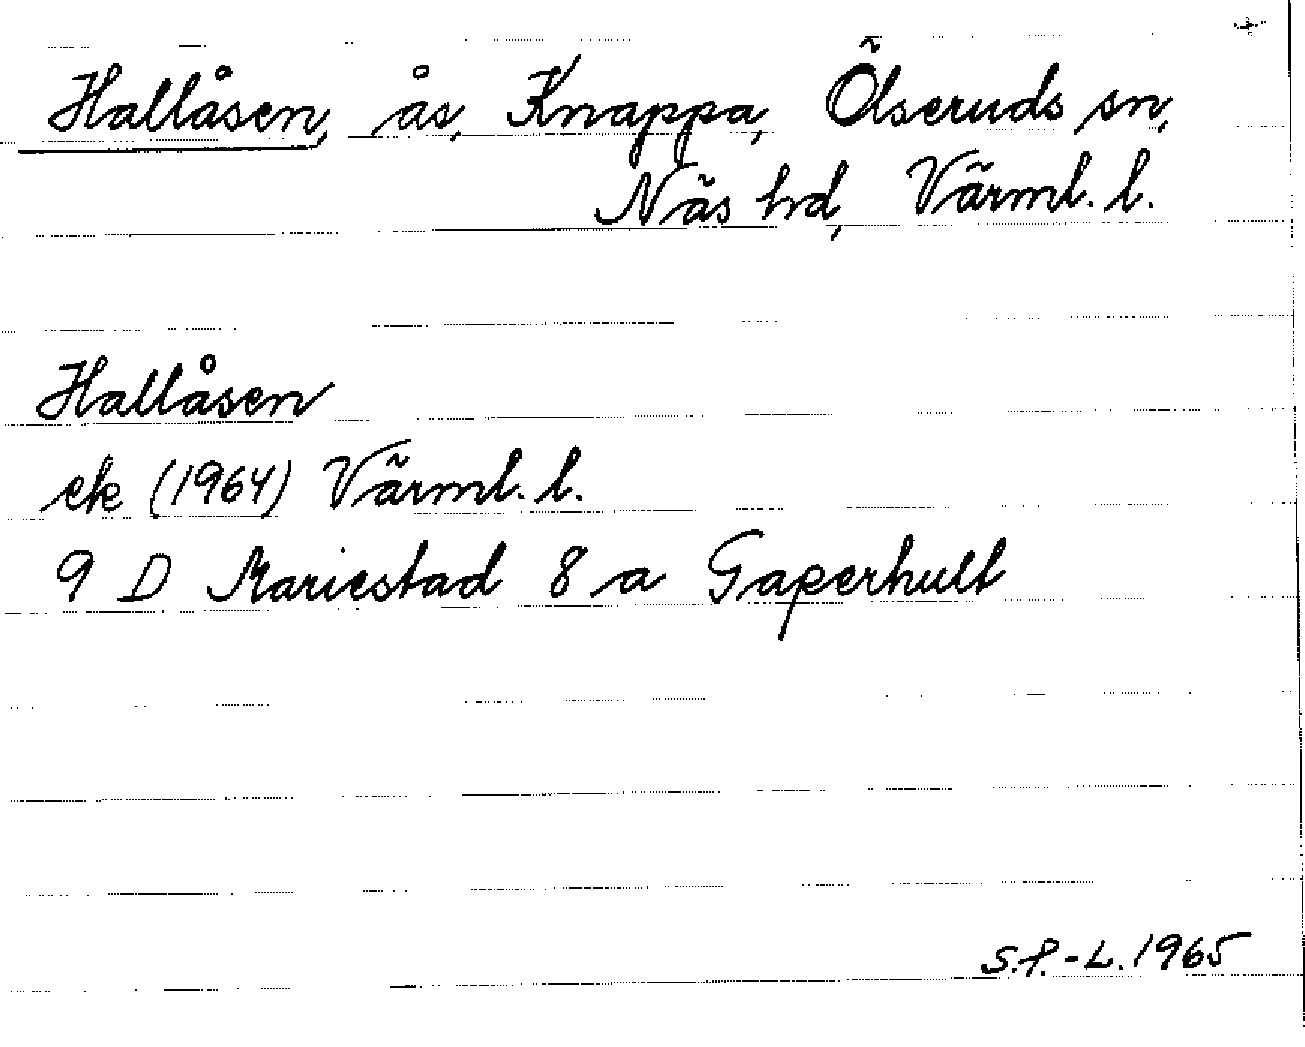 Hallåsen, ås, Knappa, Ölseruds sn,
Näs hd, Värml. l.
Hallåsen
ek (1964) Värml. l.
9 D Mariestad 8 a Gaperhult
S.P.-L. 1965